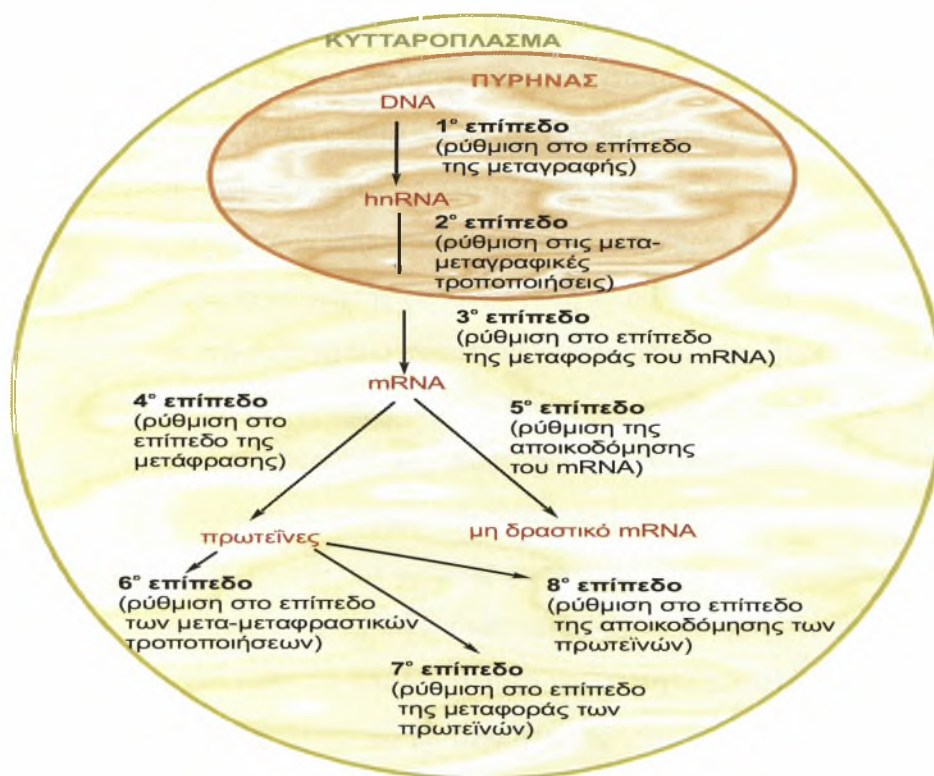 ΚΥΤΤΑΡΟΠΛΑΣΜΑ
ΠΥΡΗΝΑΣ
DNA
1° επίπεδο
(ρύθμιση στο επίπεδο
της μεταγραφής)
hnRNA
2° επίπεδο
(ρύθμιση στις μετα-
μεταγραφικές
τροποποιήσεις)
3° επίπεδο
(ρύθμιση στο επίπεδο
της μεταφοράς του mRNA)
mRNA
4° επίπεδο
(ρύθμιση στο
επίπεδο της
μετάφρασης)
5° επίπεδο
(ρύθμιση της
αποικοδόμησης
του mRNA)
πρωτεΐνες
μη δραστικό mRNA
6° επίπεδο
(ρύθμιση στο επίπεδο
των μετα-μεταφραστικών
τροποποιήσεων)
8° επίπεδο
(ρύθμιση στο επίπεδο
της αποικοδόμησης των
πρωτεϊνών)
7° επίπεδο
(ρύθμιση στο επίπεδο
της μεταφοράς των
πρωτεϊνών)